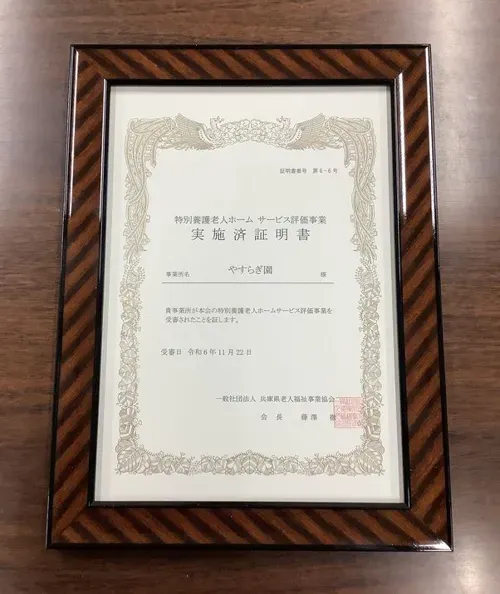 証明書番号 第6-6号
特別養護老人ホーム サービス評価事業
実施済証明書
事業所名 やすらぎ園 様
貴事業所が本会の特別養護老人ホームサービス評価事業を
受審されたことを証します。
受審日 令和6年11月22日
一般社団法人 兵庫県老人福祉事業協会
会長 藤澤